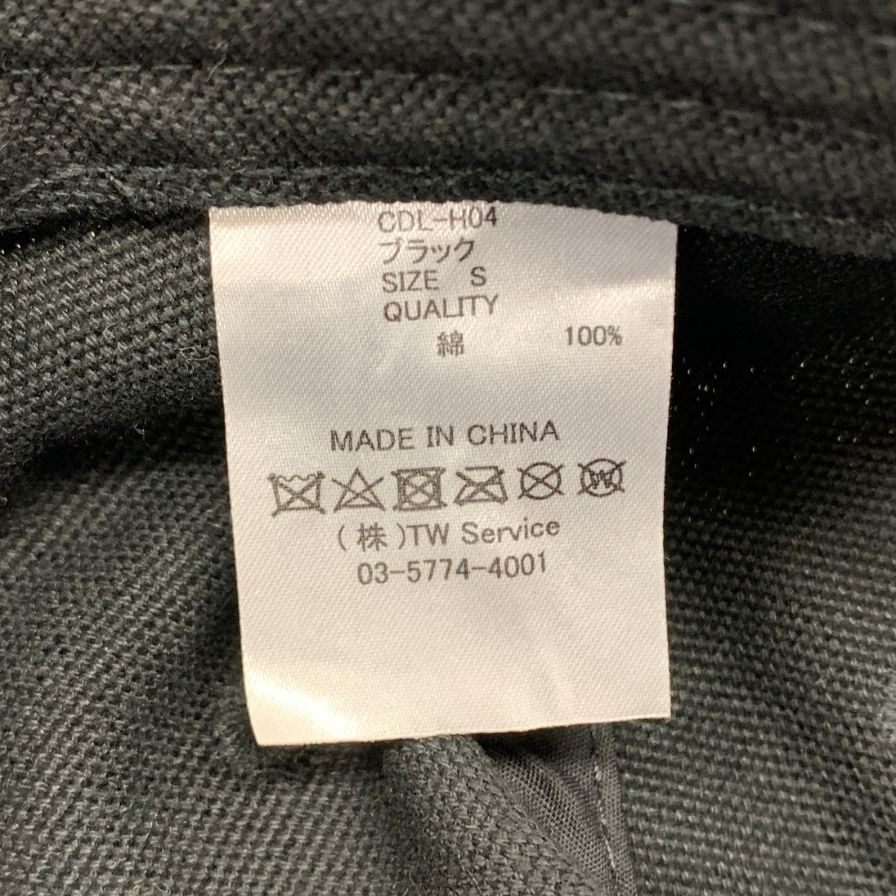 CDL-H04
ブラック
SIZE S
QUALITY
綿 100%
MADE IN CHINA
W
(株)TW Service
03-5774-4001